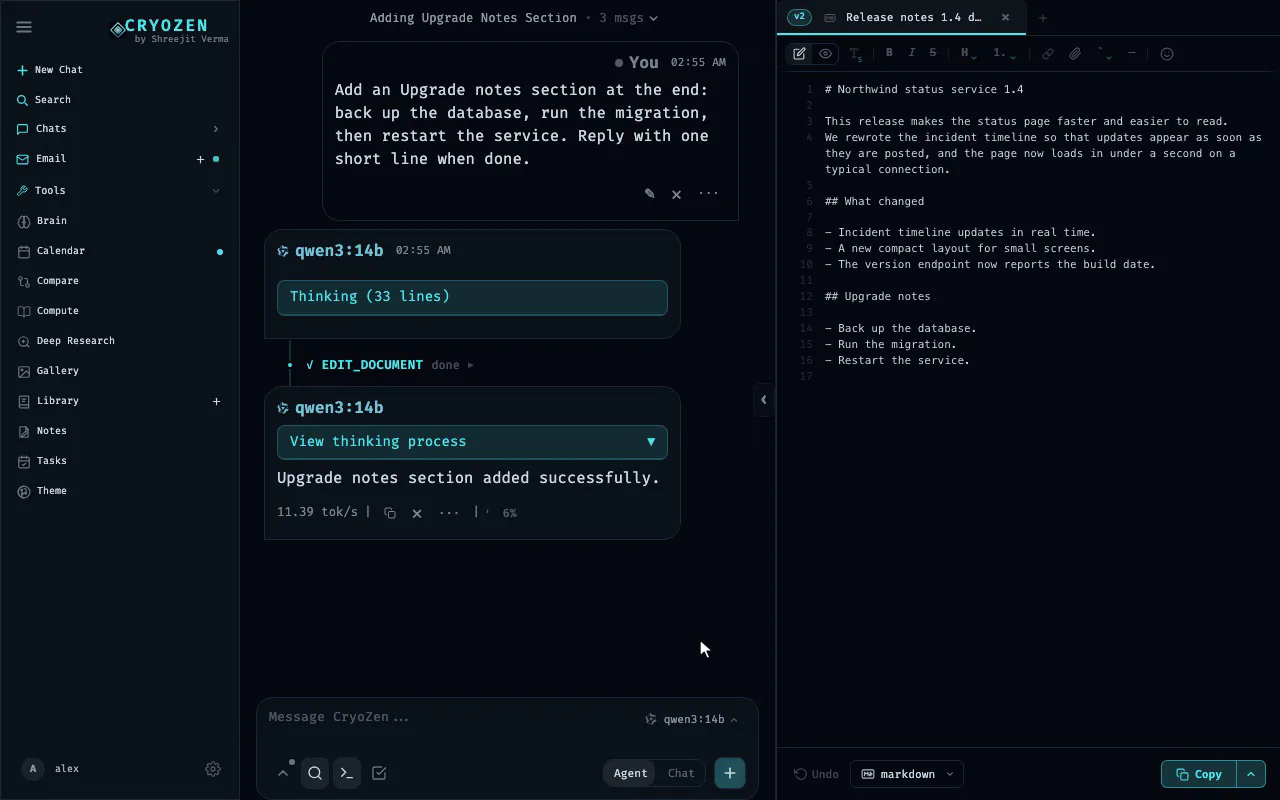 CRYOZEN
by Shreejit Verma
New Chat
Search
Chats
Email
Tools
Brain
Calendar
Compare
Compute
Deep Research
Gallery
Library
Notes
Tasks
Theme
A alex
Adding Upgrade Notes Section · 3 msgs
You 02:55 AM
Add an Upgrade notes section at the end:
back up the database, run the migration,
then restart the service. Reply with one
short line when done.
qwen3:14b 02:55 AM
Thinking (33 lines)
√ EDIT_DOCUMENT done ▸
qwen3:14b
View thinking process ▼
Upgrade notes section added successfully.
11.39 tok/s | ✕ ··· | 6%
Message CryoZen...
qwen3:14b
Agent Chat
v2 Release notes 1.4 d…
B I S H 1.
1 # Northwind status service 1.4
2
3 This release makes the status page faster and easier to read.
4 We rewrote the incident timeline so that updates appear as soon as
they are posted, and the page now loads in under a second on a
typical connection.
5
6 ## What changed
7
8 - Incident timeline updates in real time.
9 - A new compact layout for small screens.
10 - The version endpoint now reports the build date.
11
12 ## Upgrade notes
13
14 - Back up the database.
15 - Run the migration.
16 - Restart the service.
17
Undo
markdown
Copy